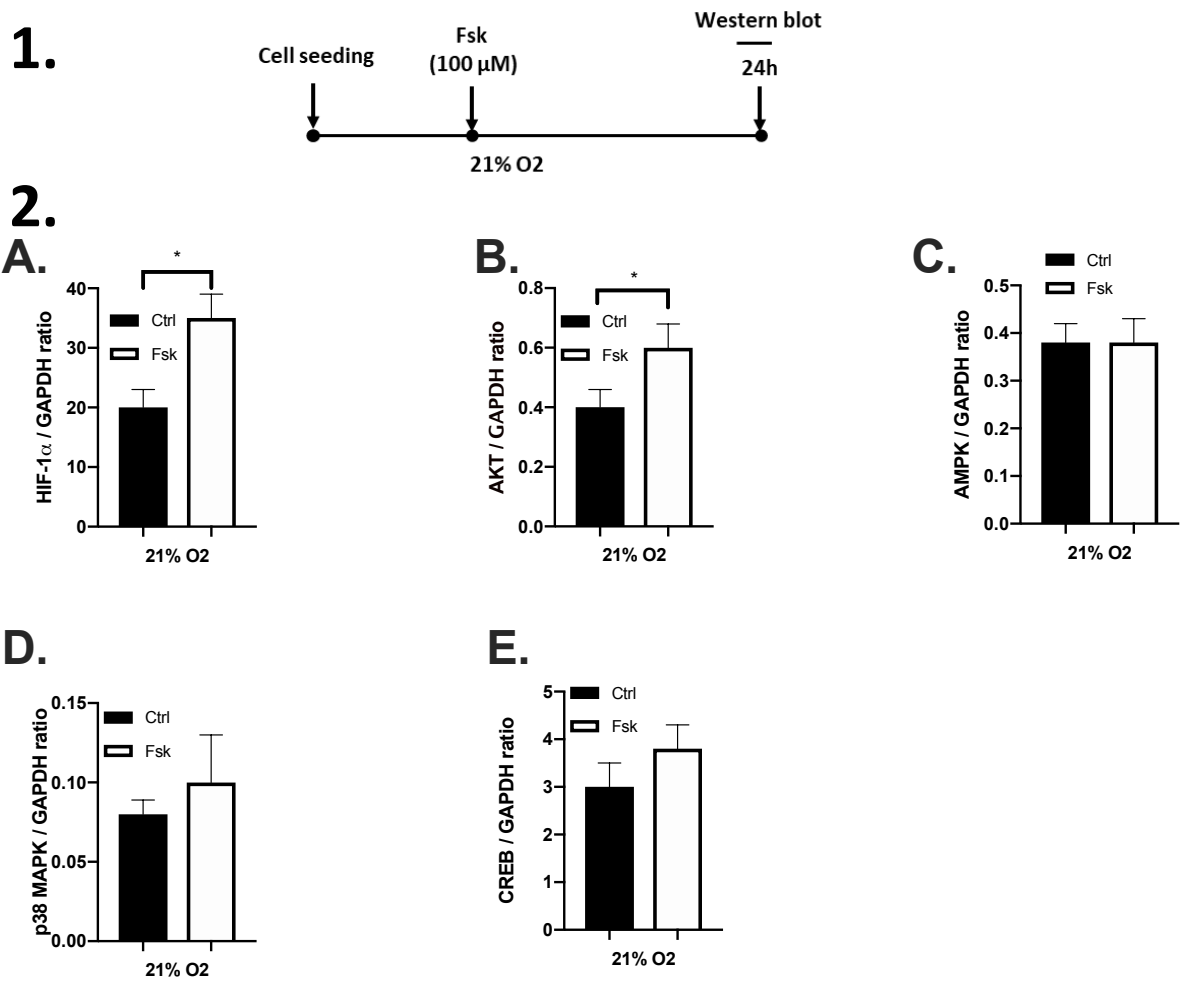 1.
Cell seeding
Fsk
(100 µM)
Western blot
24h
21% O2
2.
A.
*
40
30
20
10
0
HIF-1α / GAPDH ratio
Ctrl
Fsk
21% O2
B.
*
0.8
0.6
0.4
0.2
0.0
AKT / GAPDH ratio
Ctrl
Fsk
21% O2
C.
Ctrl
Fsk
0.5
0.4
0.3
0.2
0.1
0.0
AMPK / GAPDH ratio
21% O2
D.
0.15
0.10
0.05
0.00
p38 MAPK / GAPDH ratio
Ctrl
Fsk
21% O2
E.
5
4
3
2
1
0
CREB / GAPDH ratio
Ctrl
Fsk
21% O2